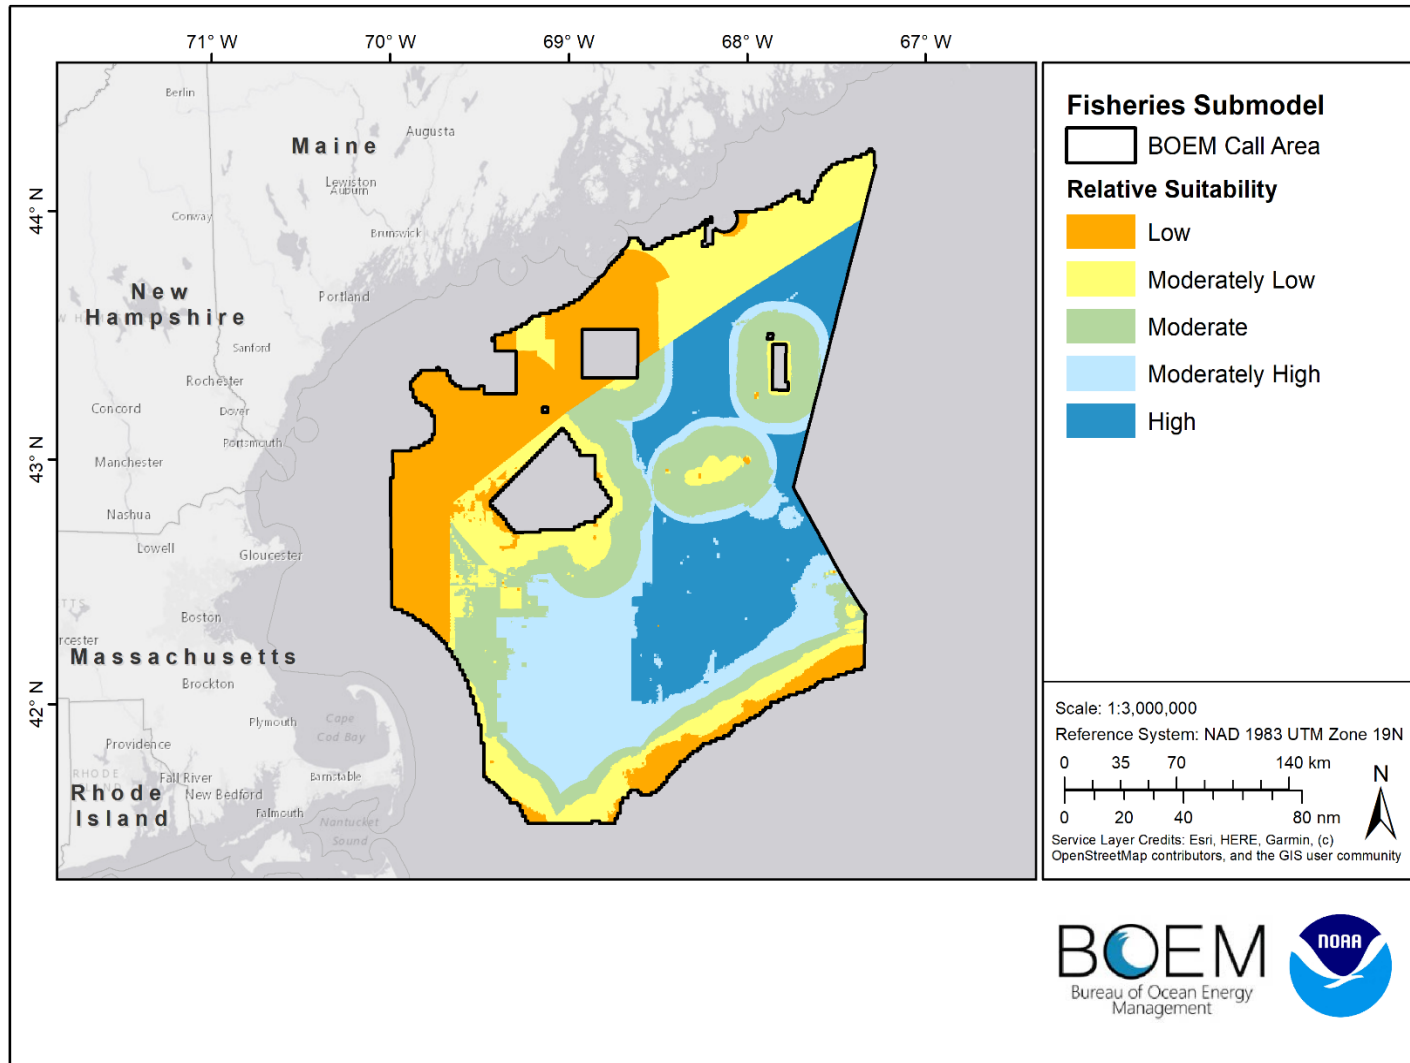 71° W
70° W
69° W
68° W
67° W
44° N
43° N
42° N
Berlin
Augusta
Maine
Lewiston
Auburn
Conway
Brunswick
New
Hampshire
Portland
Sanford
Rochester
Concord
Dover
Portsmouth
Manchester
Nashua
Lowell
Gloucester
Boston
Massachusetts
Brockton
Plymouth
Cape
Cod Bay
Providence
RHODE
Fall River
Barnstable
New Bedford
Rhode
Island
Falmouth
Nantucket
Sound
Fisheries Submodel
BOEM Call Area
Relative Suitability
Low
Moderately Low
Moderate
Moderately High
High
Scale: 1:3,000,000
Reference System: NAD 1983 UTM Zone 19N
0 35 70 140 km
N
0 20 40 80 nm
Service Layer Credits: Esri, HERE, Garmin, (c)
OpenStreetMap contributors, and the GIS user community
BOEM
Bureau of Ocean Energy
Management
NOAA